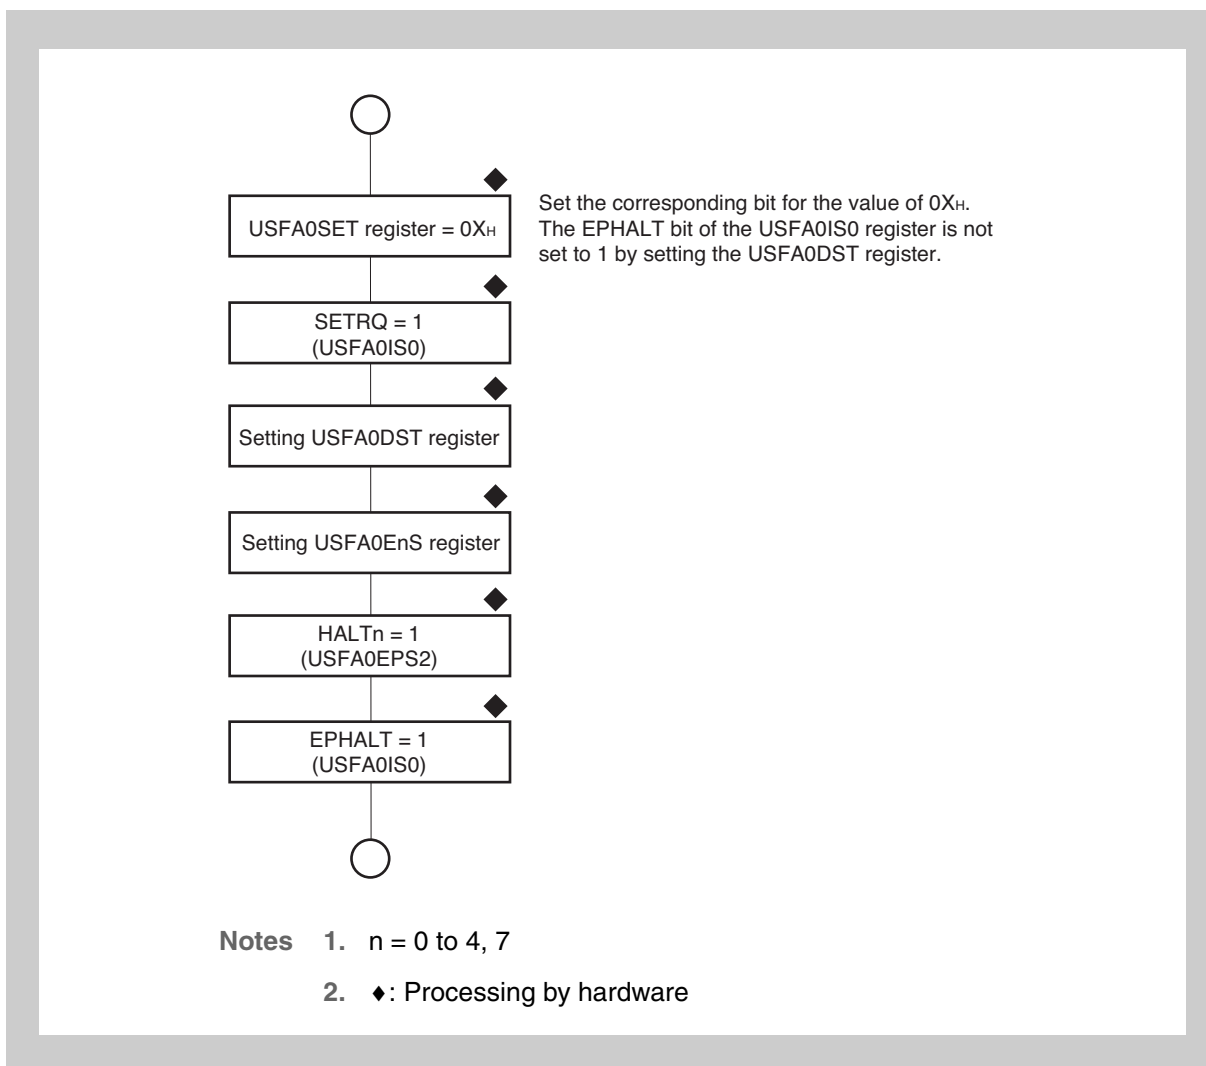 USFA0SET register = 0XH
Set the corresponding bit for the value of 0XH.
The EPHALT bit of the USFA0IS0 register is not
set to 1 by setting the USFA0DST register.
SETRQ = 1
(USFA0IS0)
Setting USFA0DST register
Setting USFA0EnS register
HALTn = 1
(USFA0EPS2)
EPHALT = 1
(USFA0IS0)
Notes 1. n = 0 to 4, 7
2. ♦: Processing by hardware